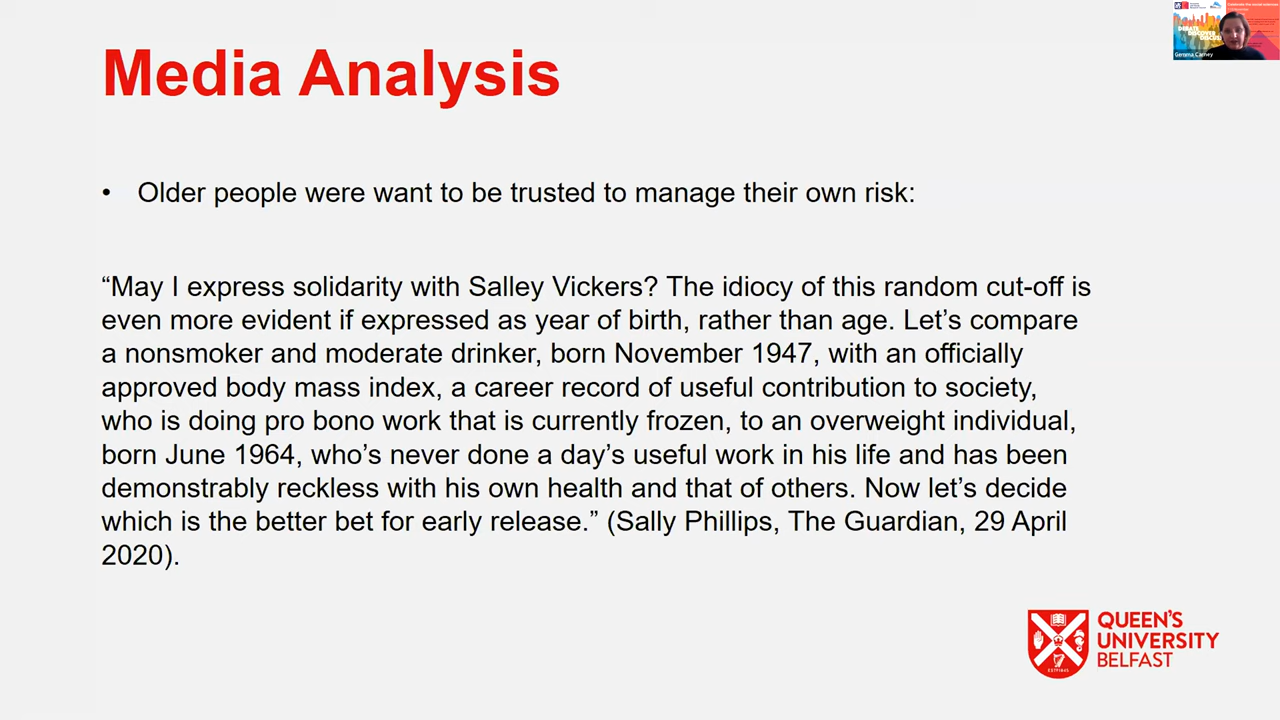 Media Analysis
• Older people were want to be trusted to manage their own risk:
“May I express solidarity with Salley Vickers? The idiocy of this random cut-off is
even more evident if expressed as year of birth, rather than age. Let’s compare
a nonsmoker and moderate drinker, born November 1947, with an officially
approved body mass index, a career record of useful contribution to society,
who is doing pro bono work that is currently frozen, to an overweight individual,
born June 1964, who’s never done a day’s useful work in his life and has been
demonstrably reckless with his own health and that of others. Now let’s decide
which is the better bet for early release.” (Sally Phillips, The Guardian, 29 April
2020).
QUEEN’S
UNIVERSITY
BELFAST
Gemma Carney